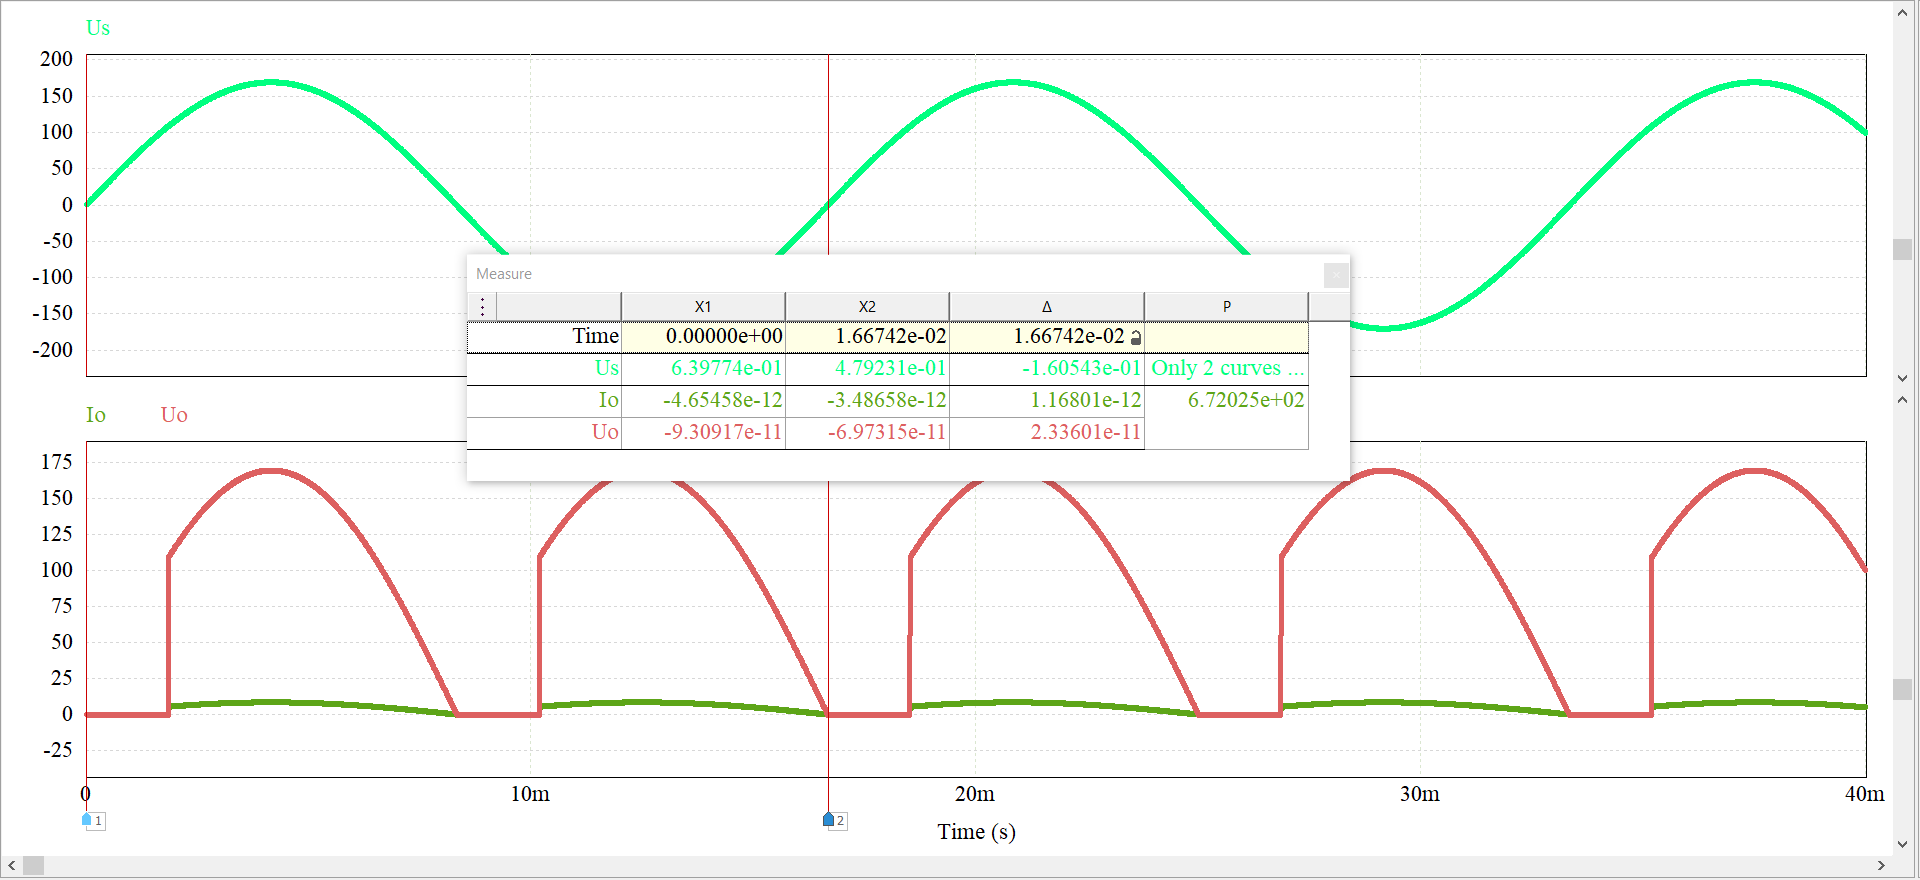 Us
200
150
100
50
0
-50
-100
-150
-200
Measure
X1 X2 Δ P
Time 0.00000e+00 1.66742e-02 1.66742e-02
Us 6.39774e-01 4.79231e-01 -1.60543e-01 Only 2 curves ...
Io -4.65458e-12 -3.48658e-12 1.16801e-12 6.72025e+02
Uo -9.30917e-11 -6.97315e-11 2.33601e-11
Io Uo
175
150
125
100
75
50
25
0
-25
0 10m 20m 30m 40m
1 2
Time (s)